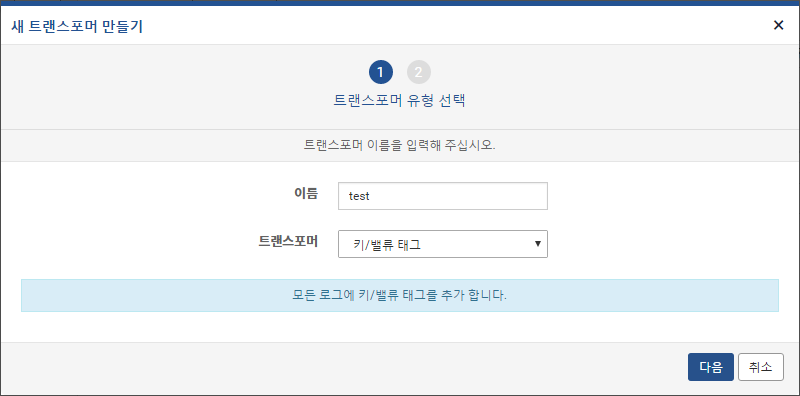 새 트랜스포머 만들기 ×
1 2
트랜스포머 유형 선택
트랜스포머 이름을 입력해 주십시오.
이름 test
트랜스포머 키/밸류 태그 ▼
모든 로그에 키/밸류 태그를 추가 합니다.
다음 취소